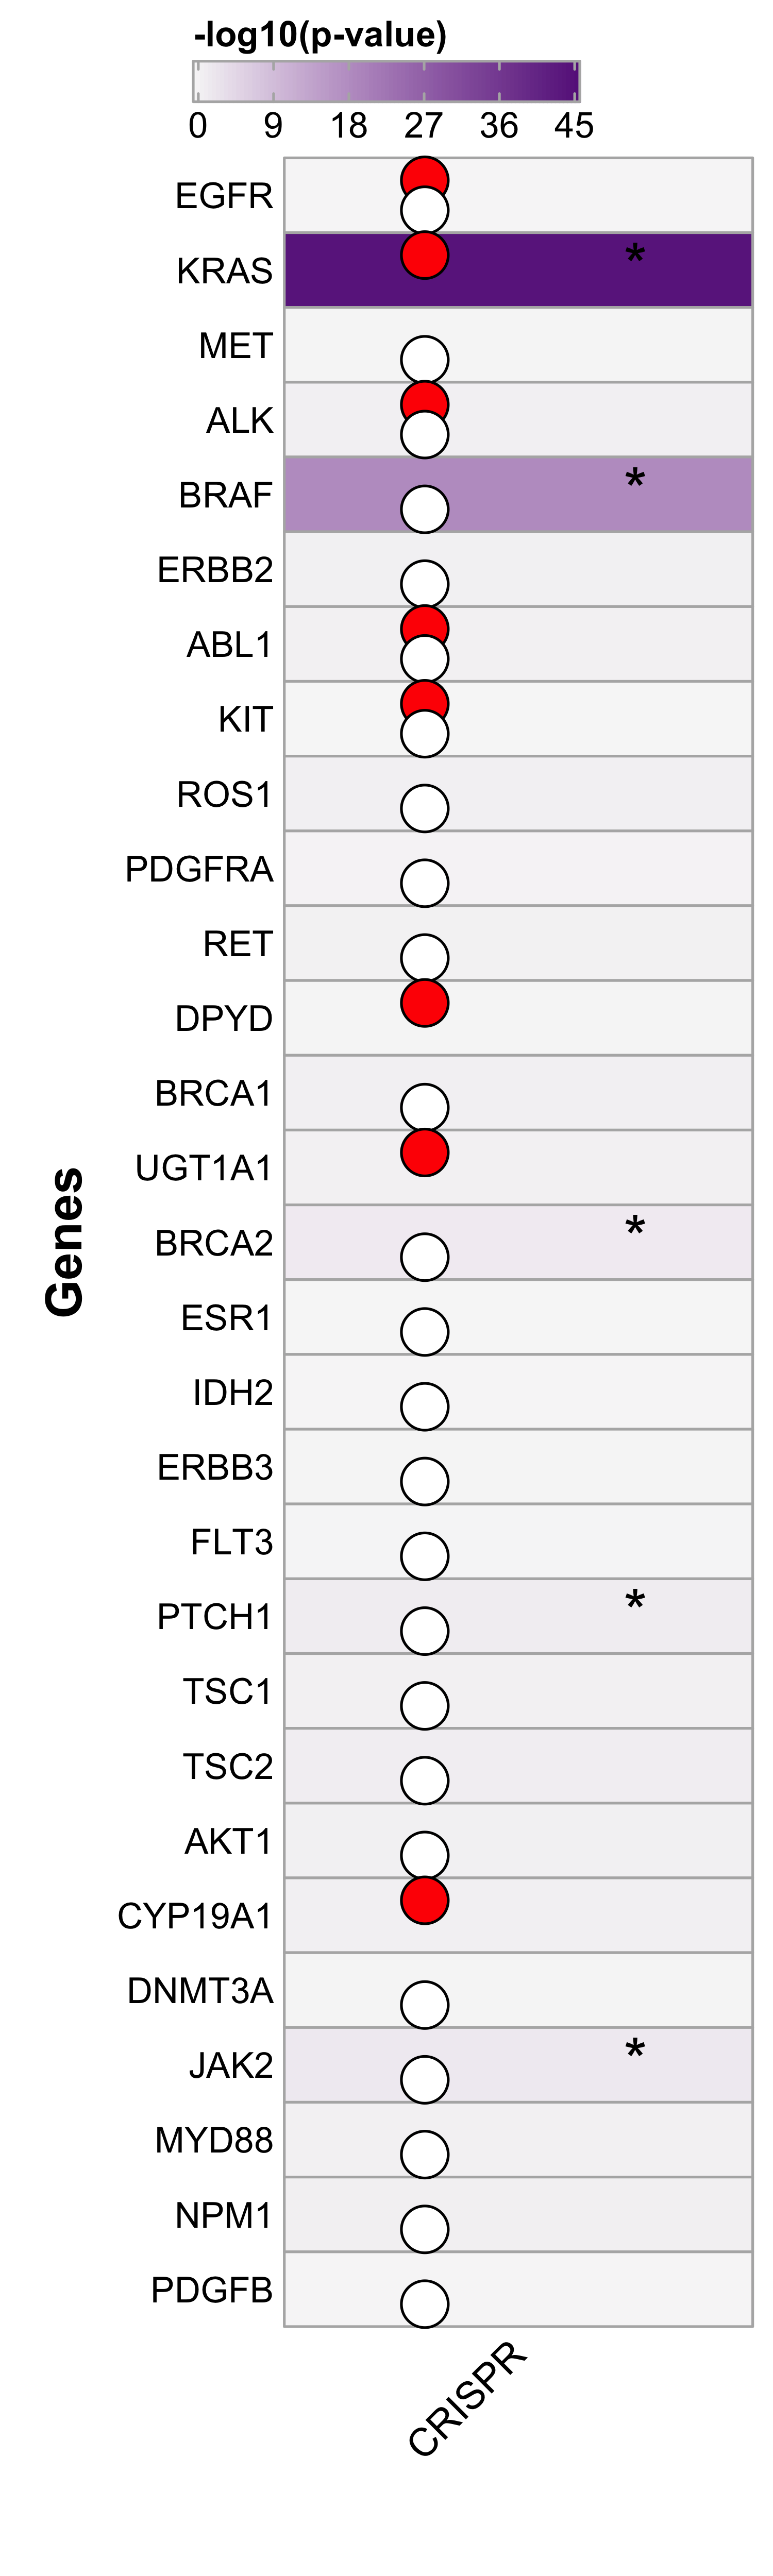 -log10(p-value)
0 9 18 27 36 45
EGFR
KRAS *
MET
ALK
BRAF *
ERBB2
ABL1
KIT
ROS1
PDGFRA
RET
DPYD
BRCA1
UGT1A1
BRCA2 *
ESR1
IDH2
ERBB3
FLT3
PTCH1 *
TSC1
TSC2
AKT1
CYP19A1
DNMT3A
JAK2 *
MYD88
NPM1
PDGFB
Genes
CRISPR